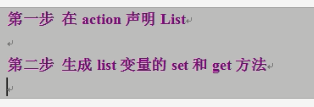 第一步 在 action 声明 List
第二步 生成 list 变量的 set 和 get 方法